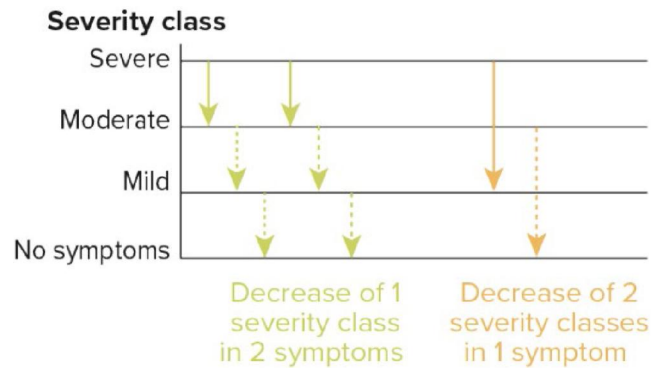 Severity class
Severe
Moderate
Mild
No symptoms
Decrease of 1
severity class
in 2 symptoms
Decrease of 2
severity classes
in 1 symptom